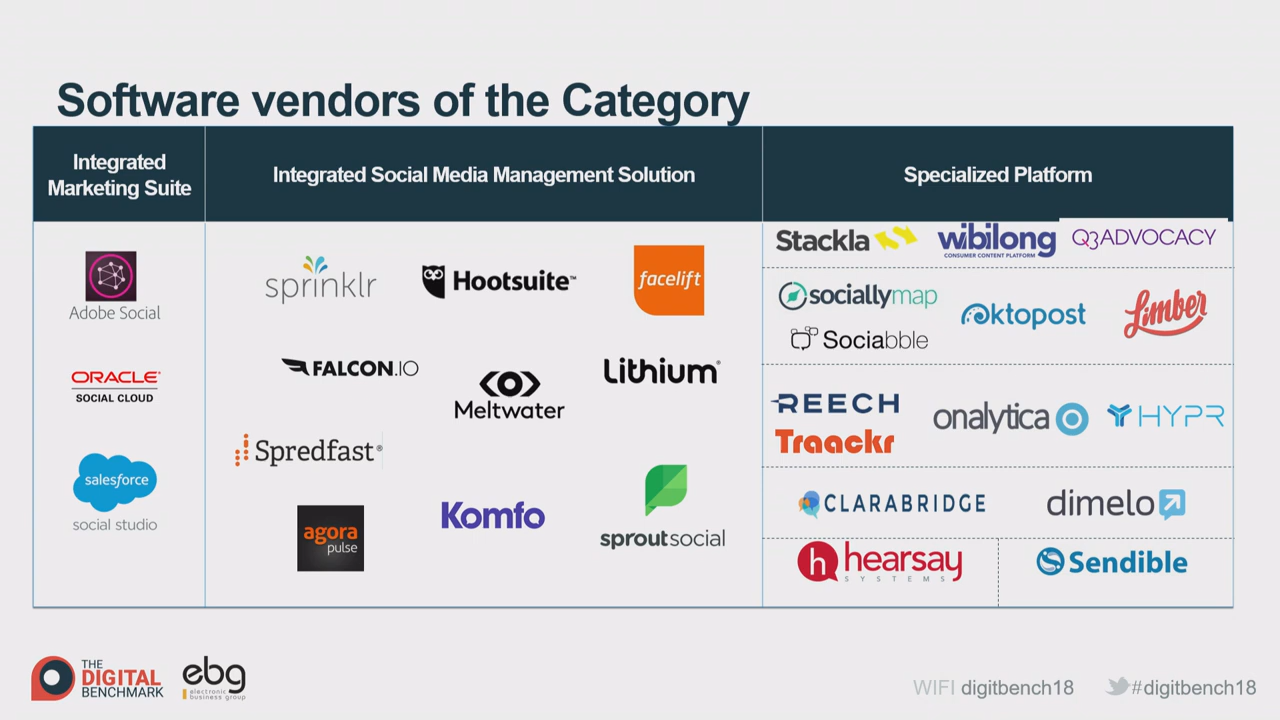 Software vendors of the Category
Integrated
Marketing Suite
Integrated Social Media Management Solution
Specialized Platform
Adobe Social
ORACLE®
SOCIAL CLOUD
salesforce
social studio
sprinklr
Hootsuite™
facelift
FALCON.IO
Meltwater
Lithium®
Spredfast®
agora
pulse
Komfo
sproutsocial
Stackla
wibilong
CONSUMER CONTENT PLATFORM
Q3ADVOCACY
sociallymap
Sociabble
Oktopost
Limber
REECH
Traackr
onalytica
HYPR
CLARABRIDGE
dimelo
h hearsay
SYSTEMS
Sendible
THE
DIGITAL
BENCHMARK
ebg
electronic
business group
WIFI digitbench18
#digitbench18